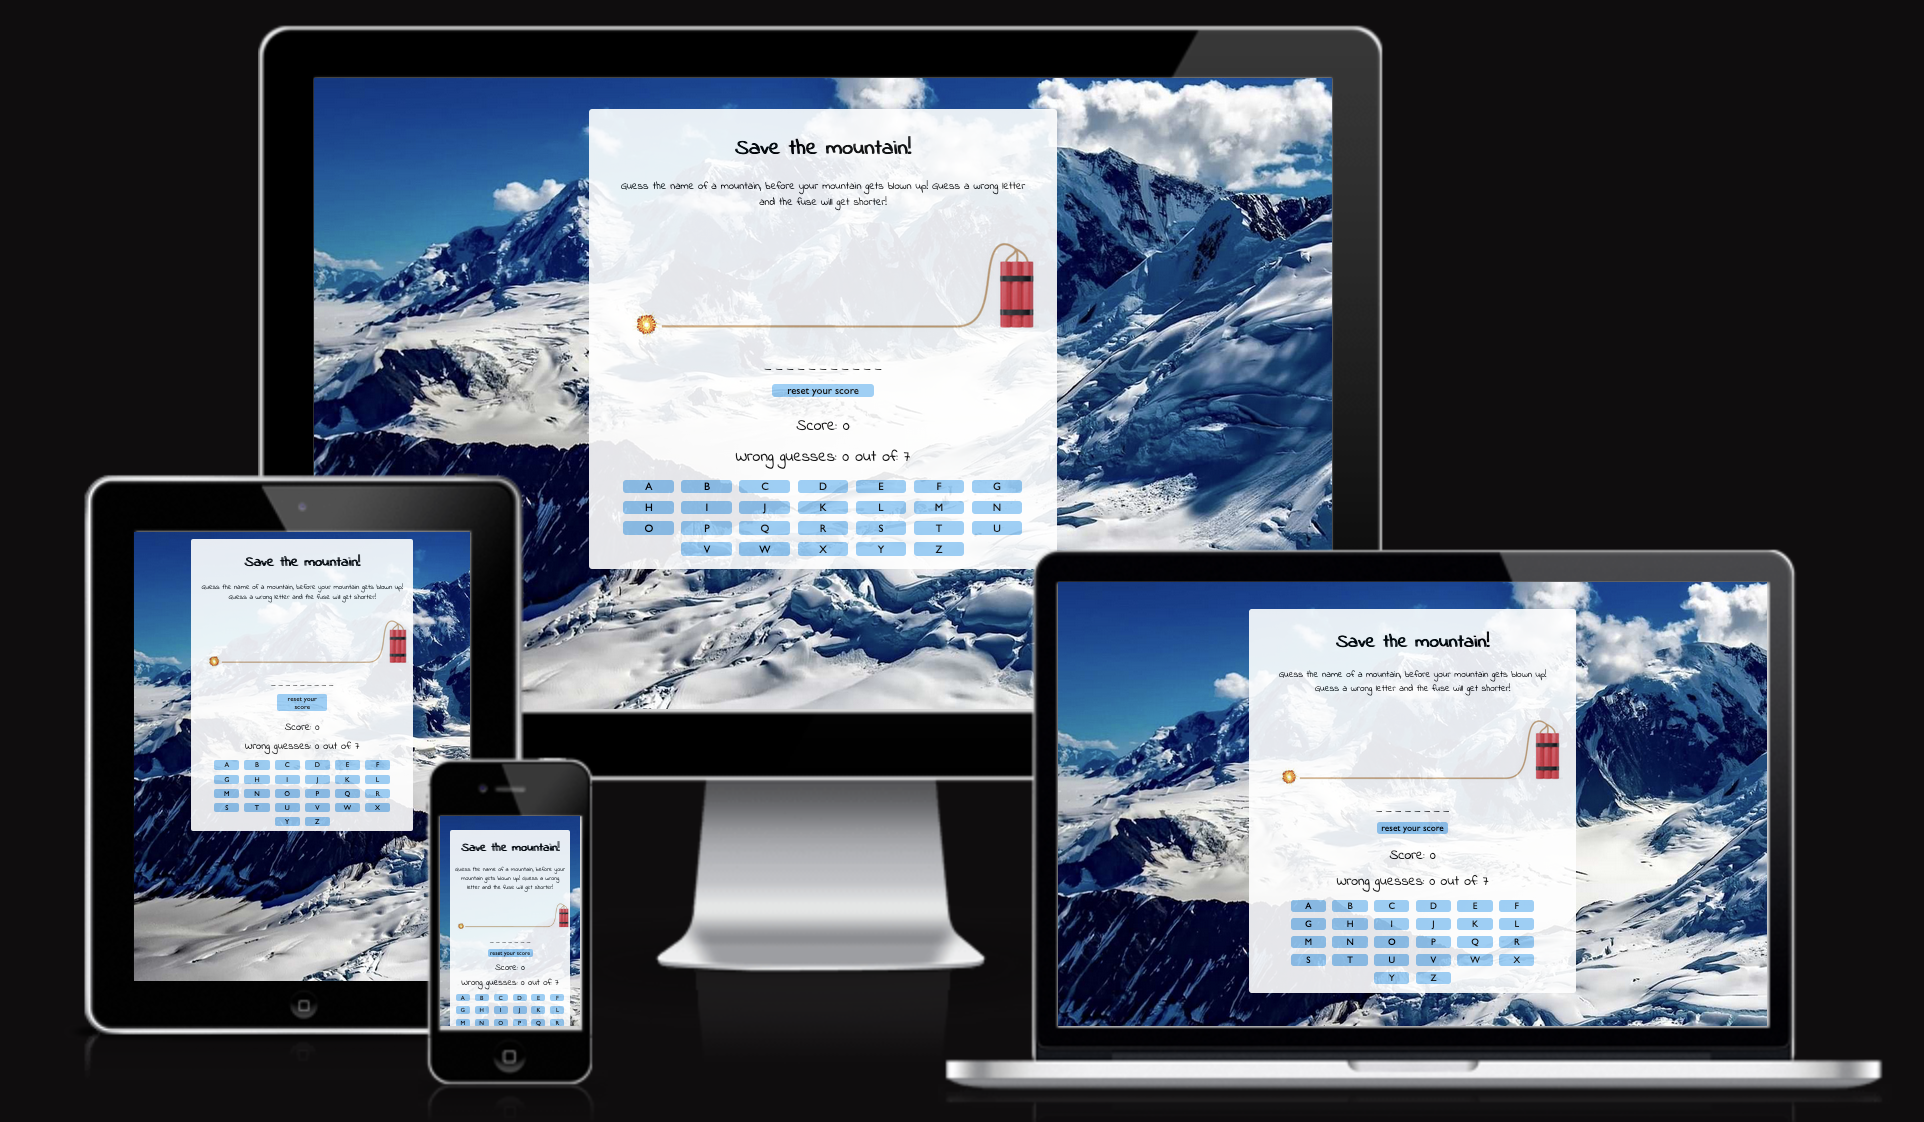 Save the mountain!
Guess the name of a mountain, before your mountain gets blown up! Guess a wrong letter
and the fuse will get shorter!
_ _ _ _ _ _ _ _ _ _ _
reset your score
Score: 0
Wrong guesses: 0 out of 7
A B C D E F G
H I J K L M N
O P Q R S T U
V W X Y Z
Save the mountain!
Guess the name of a mountain, before your mountain gets blown up!
Guess a wrong letter and the fuse will get shorter!
_ _ _ _ _ _ _ _ _
reset your
score
Score: 0
Wrong guesses: 0 out of 7
A B C D E F
G H I J K L
M N O P Q R
S T U V W X
Y Z
Save the mountain!
Guess the name of a mountain, before your
mountain gets blown up! Guess a wrong
letter and the fuse will get shorter!
_ _ _ _ _ _ _
reset your score
Score: 0
Wrong guesses: 0 out of 7
A B C D E F
G H I J K L
M N O P Q R
Save the mountain!
Guess the name of a mountain, before your mountain gets blown up!
Guess a wrong letter and the fuse will get shorter!
_ _ _ _ _ _ _ _
reset your score
Score: 0
Wrong guesses: 0 out of 7
A B C D E F
G H I J K L
M N O P Q R
S T U V W X
Y Z